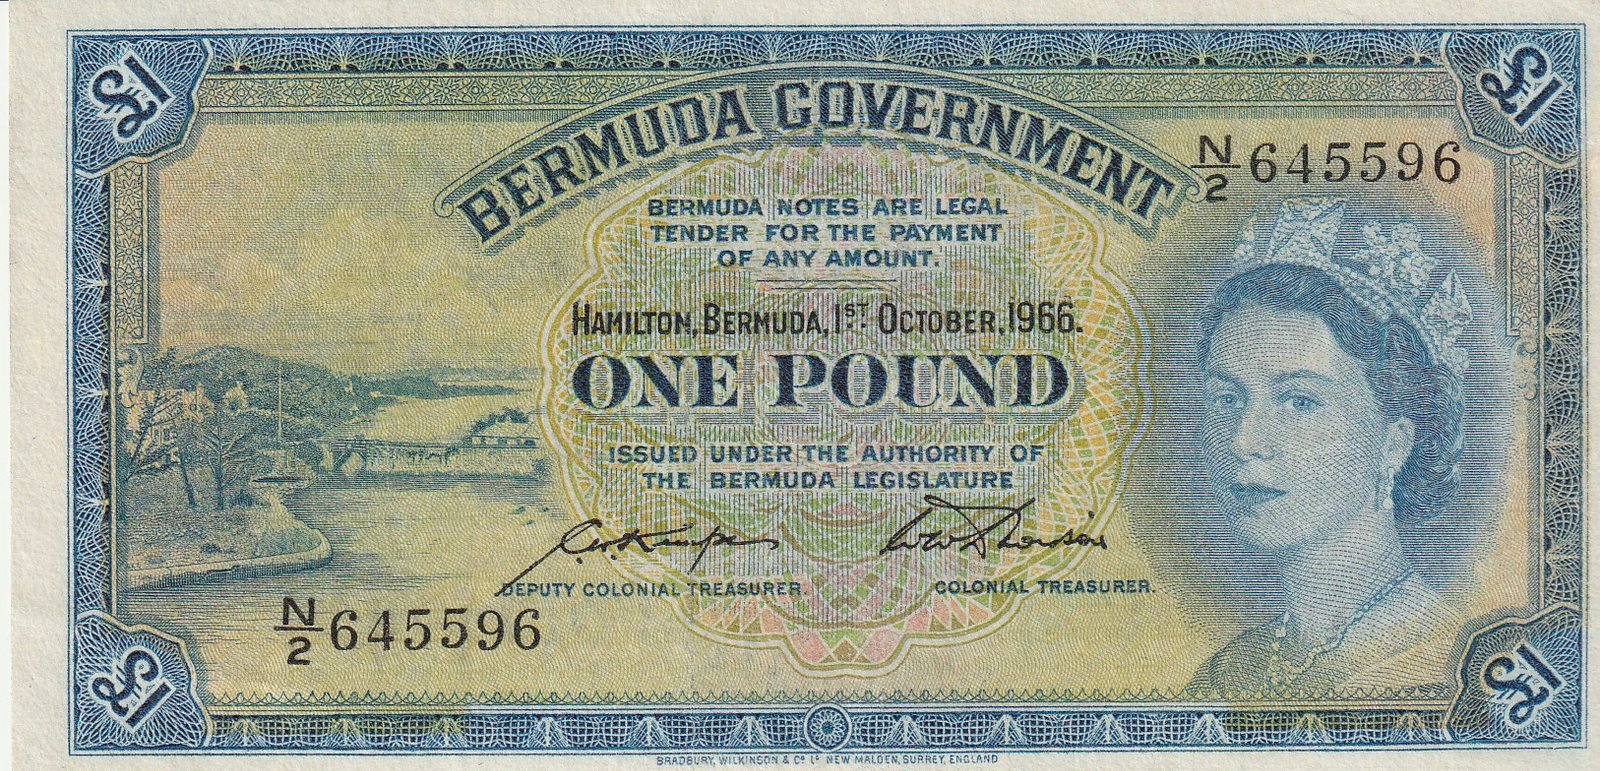 £1
£1
BERMUDA GOVERNMENT
N/2 645596
BERMUDA NOTES ARE LEGAL
TENDER FOR THE PAYMENT
OF ANY AMOUNT.
HAMILTON, BERMUDA, 1ST OCTOBER, 1966.
ONE POUND
ISSUED UNDER THE AUTHORITY OF
THE BERMUDA LEGISLATURE
DEPUTY COLONIAL TREASURER.
COLONIAL TREASURER.
N/2 645596
£1
£1
BRADBURY, WILKINSON & Co Ld NEW MALDEN, SURREY, ENGLAND